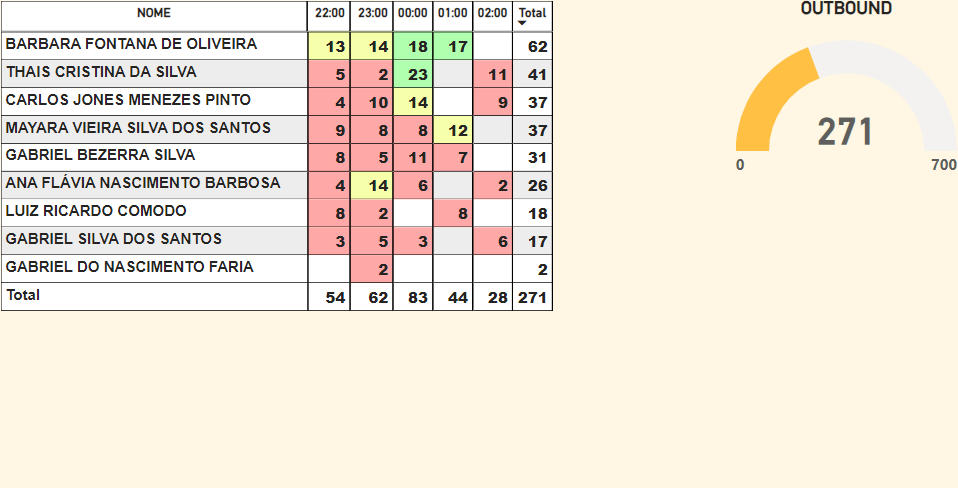 NOME 22:00 23:00 00:00 01:00 02:00 Total
BARBARA FONTANA DE OLIVEIRA 13 14 18 17 62
THAIS CRISTINA DA SILVA 5 2 23 11 41
CARLOS JONES MENEZES PINTO 4 10 14 9 37
MAYARA VIEIRA SILVA DOS SANTOS 9 8 8 12 37
GABRIEL BEZERRA SILVA 8 5 11 7 31
ANA FLÁVIA NASCIMENTO BARBOSA 4 14 6 2 26
LUIZ RICARDO COMODO 8 2 8 18
GABRIEL SILVA DOS SANTOS 3 5 3 6 17
GABRIEL DO NASCIMENTO FARIA 2 2
Total 54 62 83 44 28 271
OUTBOUND
271
0 700